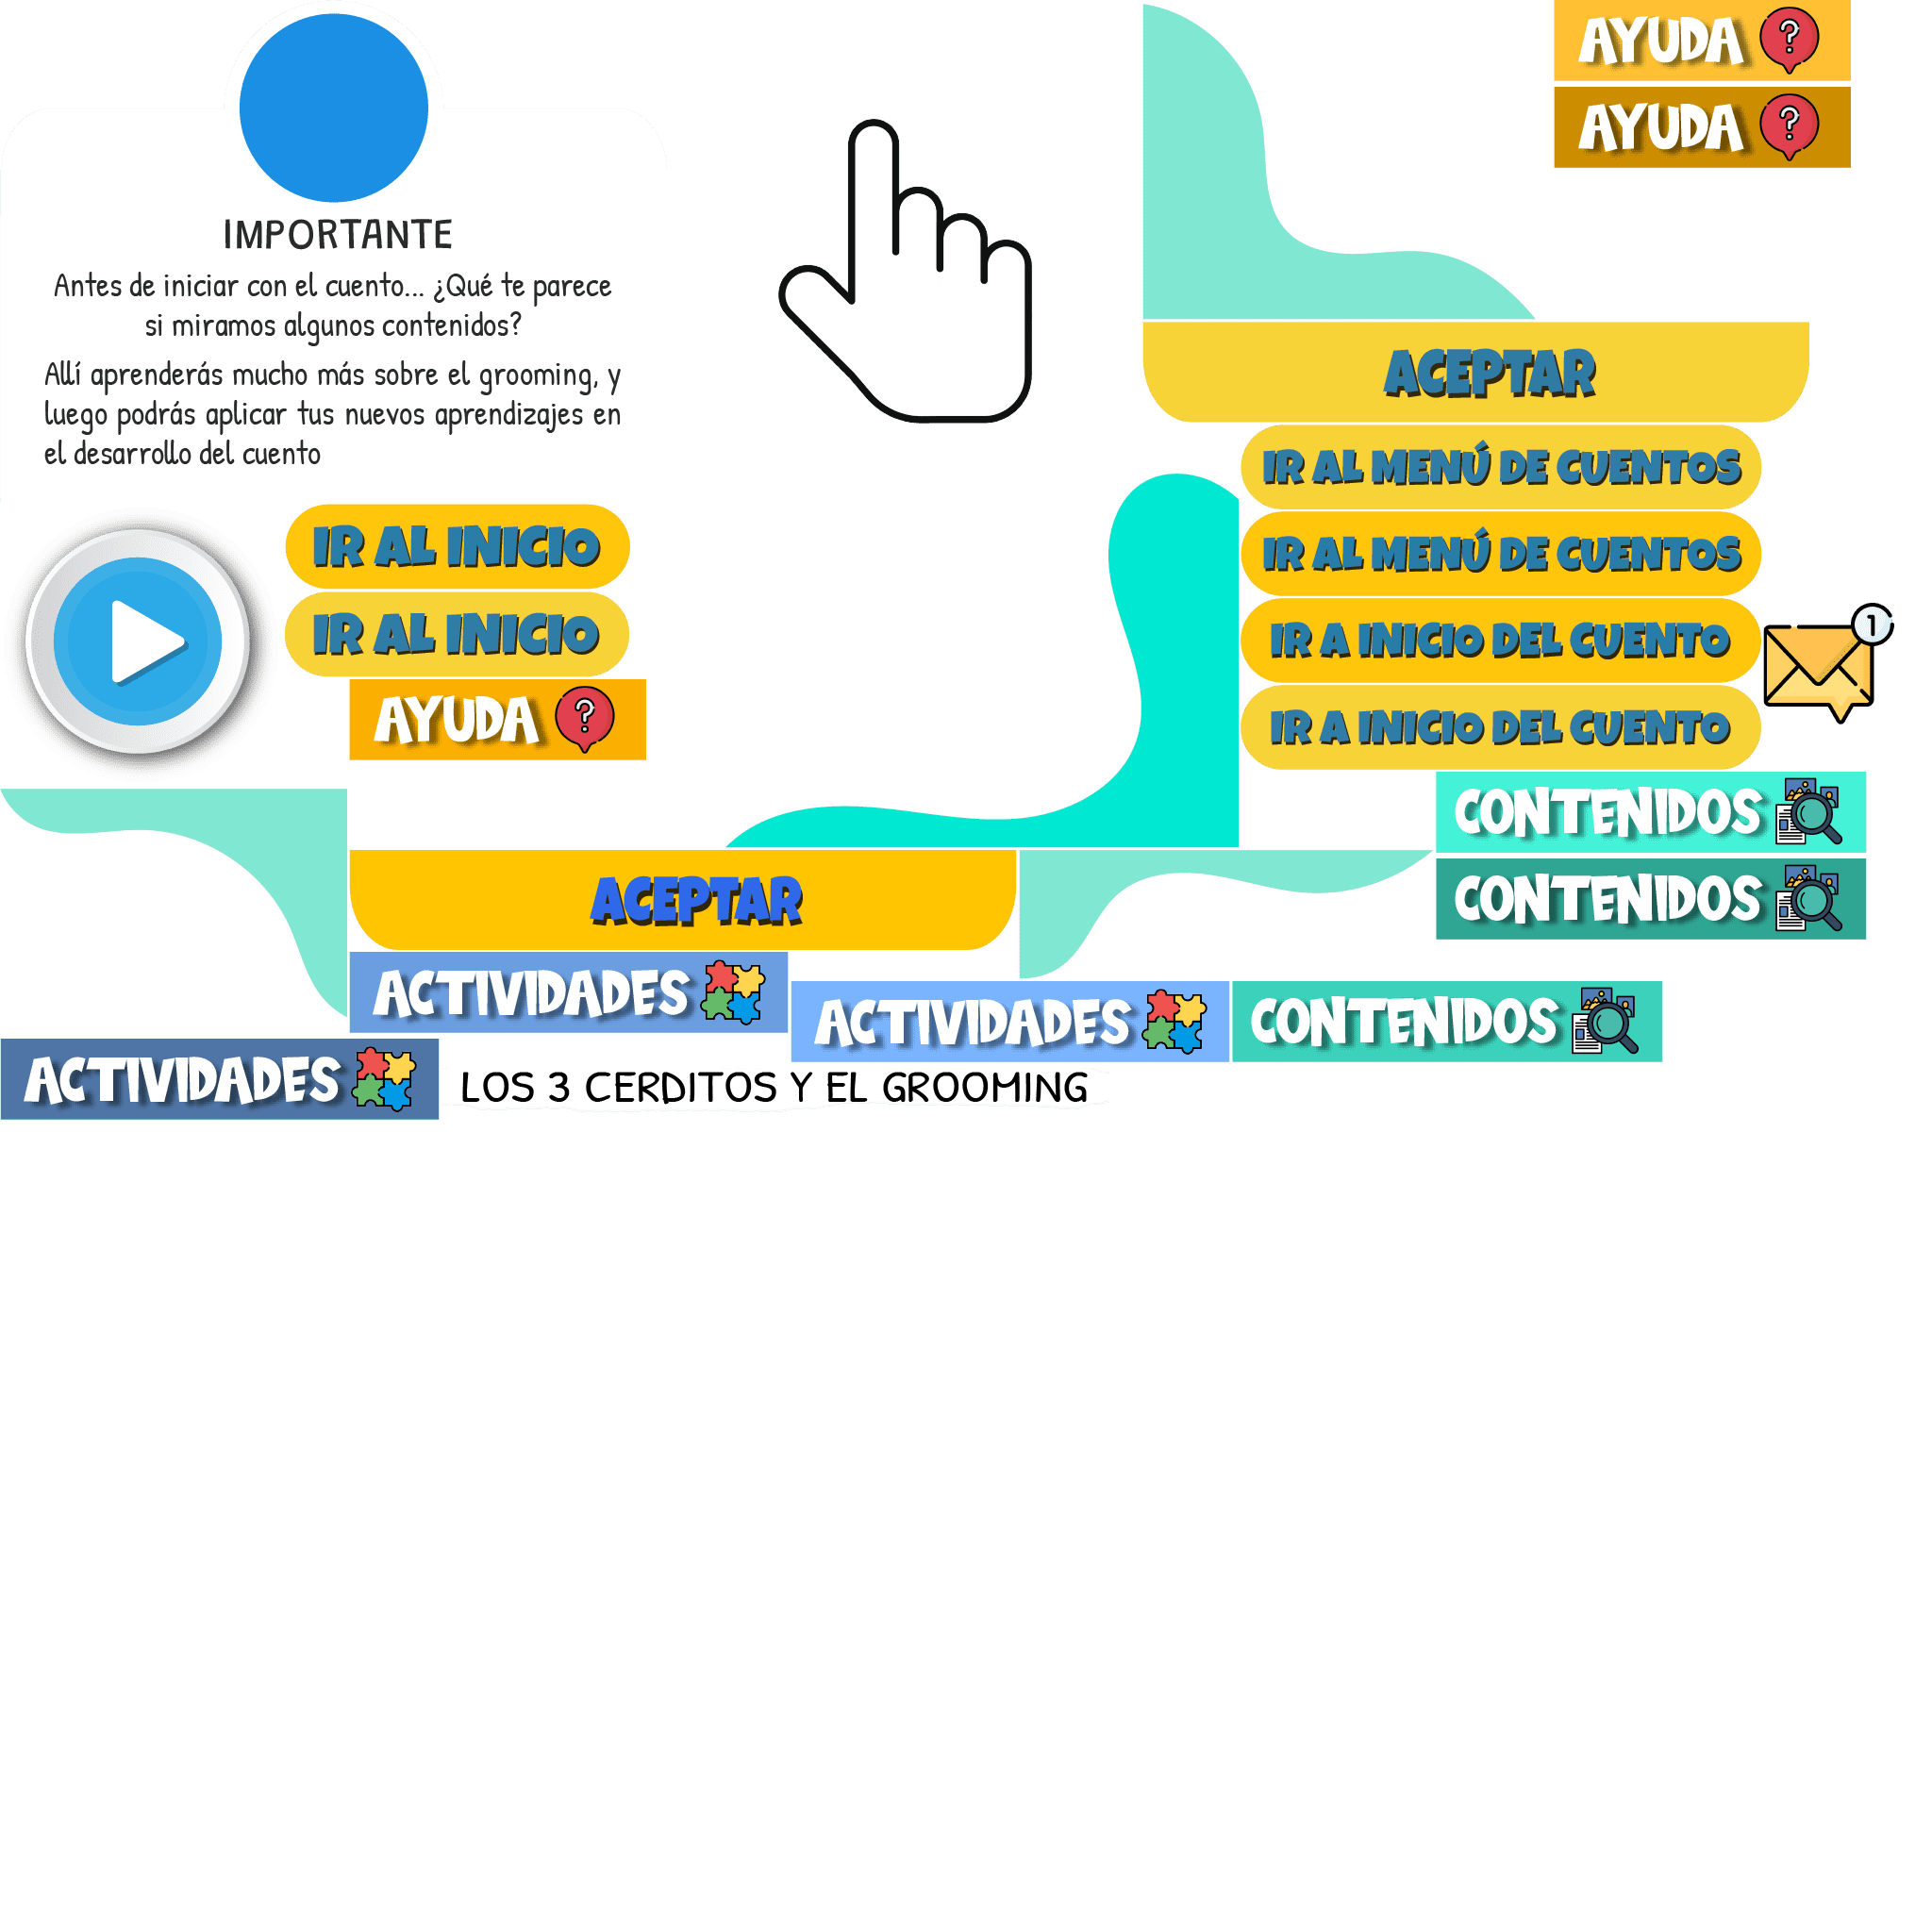 AYUDA ?
AYUDA ?
IMPORTANTE
Antes de iniciar con el cuento... ¿Qué te parece
si miramos algunos contenidos?
Allí aprenderás mucho más sobre el grooming, y
luego podrás aplicar tus nuevos aprendizajes en
el desarrollo del cuento
ACEPTAR
IR AL MENÚ DE CUENTOS
IR AL MENÚ DE CUENTOS
IR A INICIO DEL CUENTO
IR A INICIO DEL CUENTO
1
IR AL INICIO
IR AL INICIO
AYUDA ?
CONTENIDOS
CONTENIDOS
ACEPTAR
ACTIVIDADES
ACTIVIDADES
CONTENIDOS
ACTIVIDADES
LOS 3 CERDITOS Y EL GROOMING